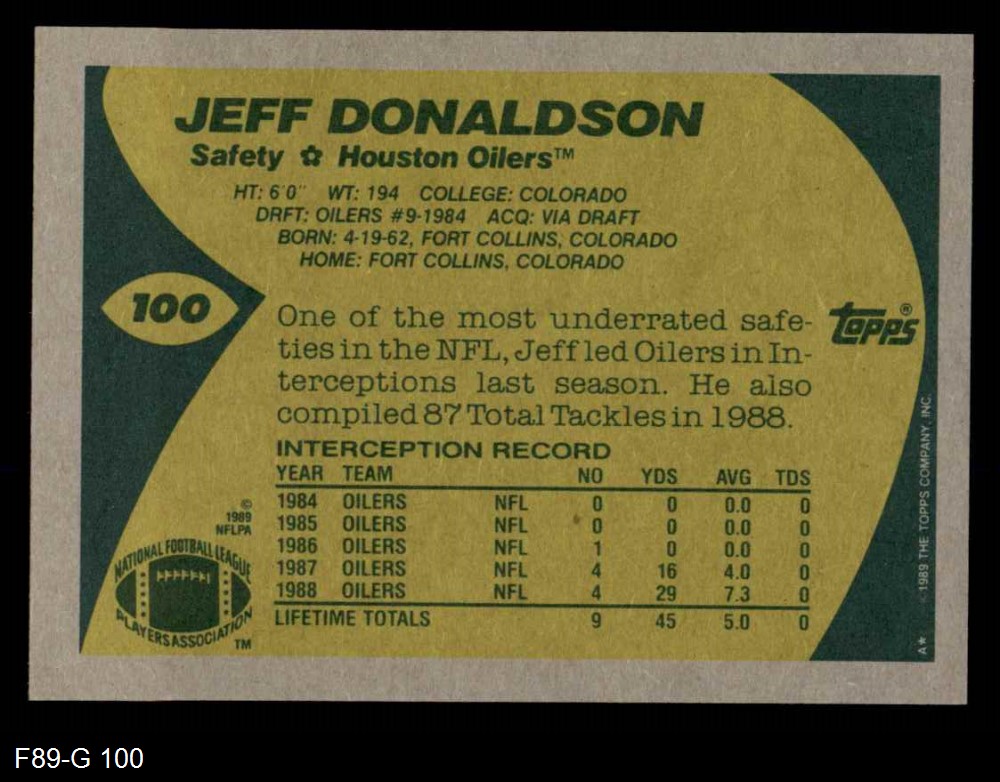 JEFF DONALDSON
Safety ✿ Houston Oilers™
HT: 6'0" WT: 194 COLLEGE: COLORADO
DRFT: OILERS #9-1984 ACQ: VIA DRAFT
BORN: 4-19-62, FORT COLLINS, COLORADO
HOME: FORT COLLINS, COLORADO
100
One of the most underrated safe-
ties in the NFL, Jeff led Oilers in In-
terceptions last season. He also
compiled 87 Total Tackles in 1988.
topps®
INTERCEPTION RECORD
YEAR TEAM NO YDS AVG TDS
1984 OILERS NFL 0 0 0.0 0
1985 OILERS NFL 0 0 0.0 0
1986 OILERS NFL 1 0 0.0 0
1987 OILERS NFL 4 16 4.0 0
1988 OILERS NFL 4 29 7.3 0
LIFETIME TOTALS 9 45 5.0 0
©
1989
NFLPA
NATIONAL FOOTBALL LEAGUE
PLAYERS ASSOCIATION
TM
A* ©1989 THE TOPPS COMPANY, INC.
F89-G 100